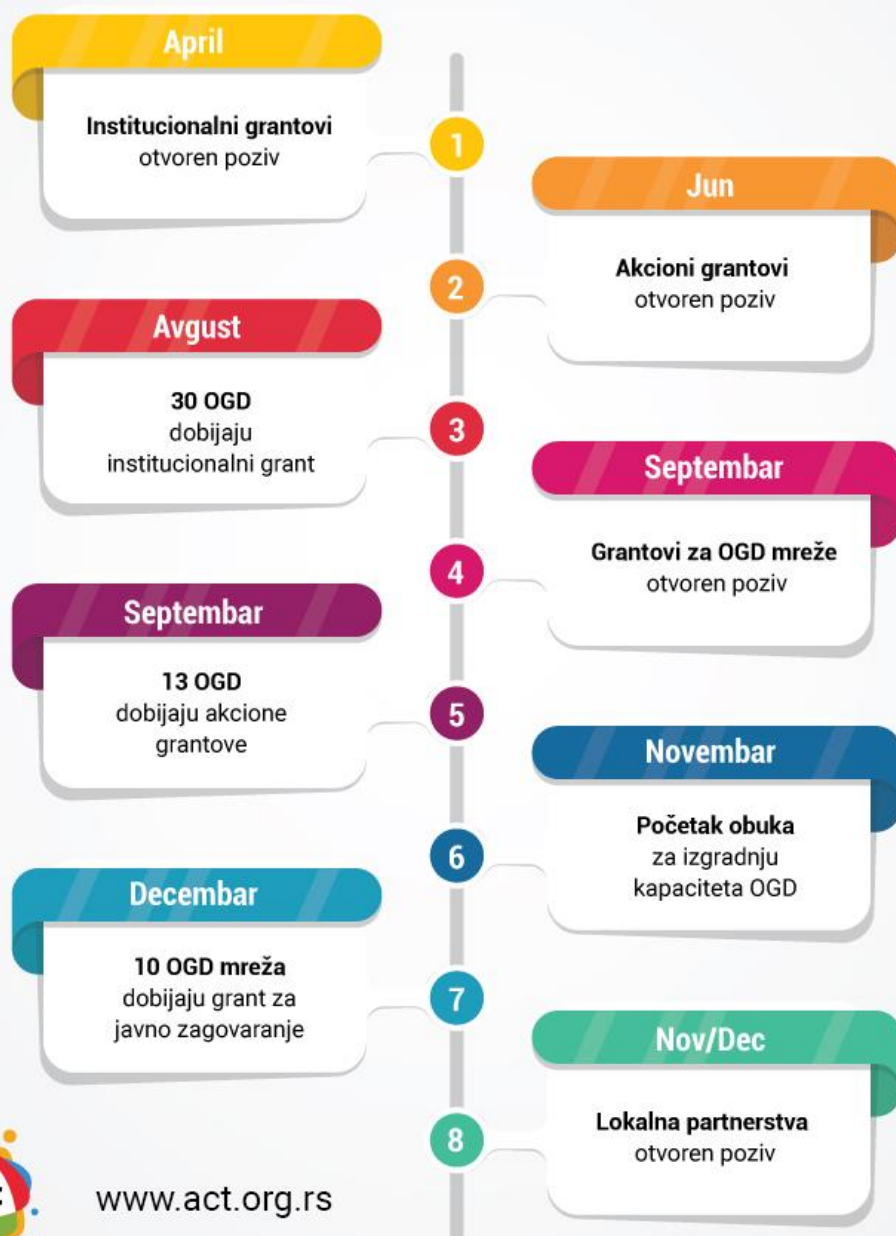 April
Institucionalni grantovi
otvoren poziv
1
Jun
Akcioni grantovi
otvoren poziv
2
Avgust
30 OGD
dobijaju
institucionalni grant
3
Septembar
Grantovi za OGD mreže
otvoren poziv
4
Septembar
13 OGD
dobijaju akcione
grantove
5
Novembar
Početak obuka
za izgradnju
kapaciteta OGD
6
Decembar
10 OGD mreža
dobijaju grant za
javno zagovaranje
7
Nov/Dec
Lokalna partnerstva
otvoren poziv
8
www.act.org.rs